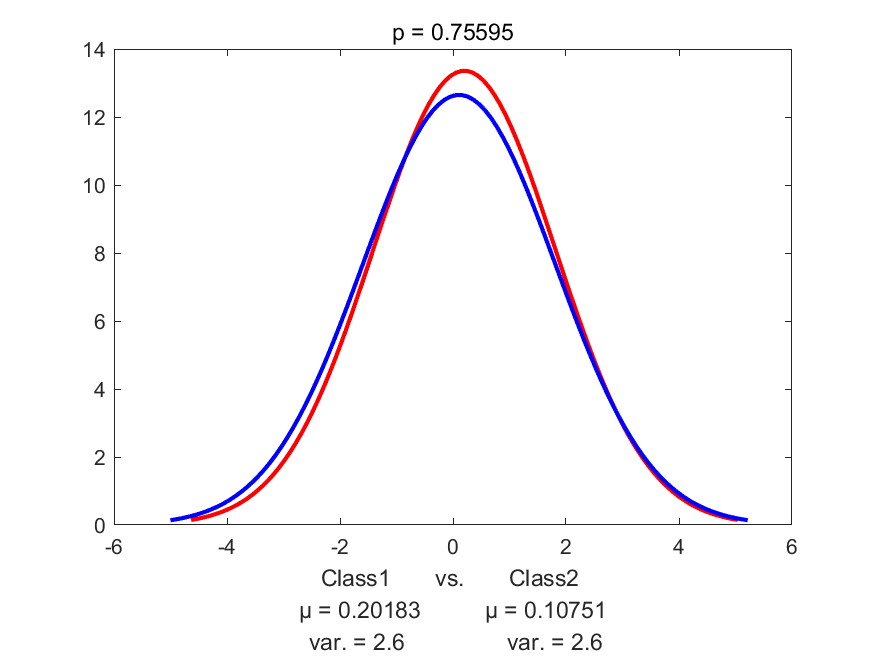 p = 0.75595
14
12
10
8
6
4
2
0
-6 -4 -2 0 2 4 6
Class1 vs. Class2
µ = 0.20183 µ = 0.10751
var. = 2.6 var. = 2.6